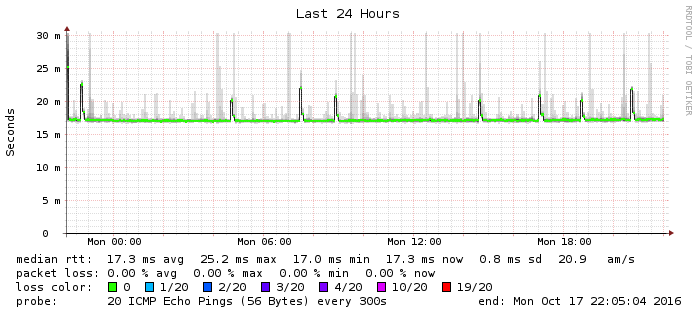 Last 24 Hours
RRDTOOL / TOBI OETIKER
Seconds
30 m
25 m
20 m
15 m
10 m
5 m
0
Mon 00:00 Mon 06:00 Mon 12:00 Mon 18:00
median rtt: 17.3 ms avg 25.2 ms max 17.0 ms min 17.3 ms now 0.8 ms sd 20.9 am/s
packet loss: 0.00 % avg 0.00 % max 0.00 % min 0.00 % now
loss color: 0 1/20 2/20 3/20 4/20 10/20 19/20
probe: 20 ICMP Echo Pings (56 Bytes) every 300s end: Mon Oct 17 22:05:04 2016